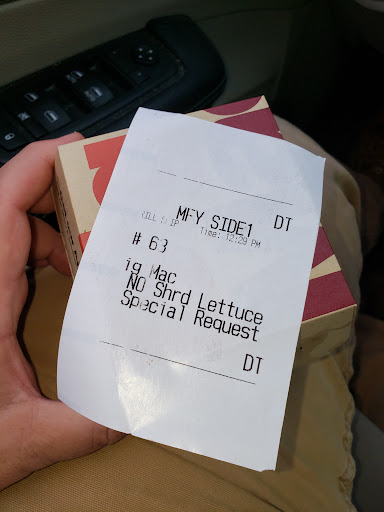 DT
MFY SIDE1
Time: 12:29 PM
# 63
ig Mac
NO Shrd Lettuce
Special Request
DT